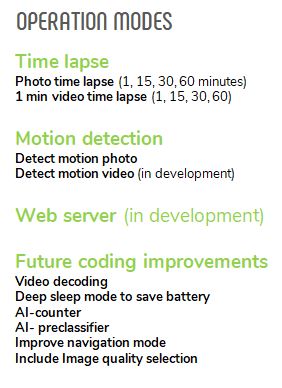 OPERATION MODES
Time lapse
Photo time lapse (1, 15, 30, 60 minutes)
1 min video time lapse (1, 15, 30, 60)
Motion detection
Detect motion photo
Detect motion video (in development)
Web server (in development)
Future coding improvements
Video decoding
Deep sleep mode to save battery
AI-counter
AI- preclassifier
Improve navigation mode
Include Image quality selection